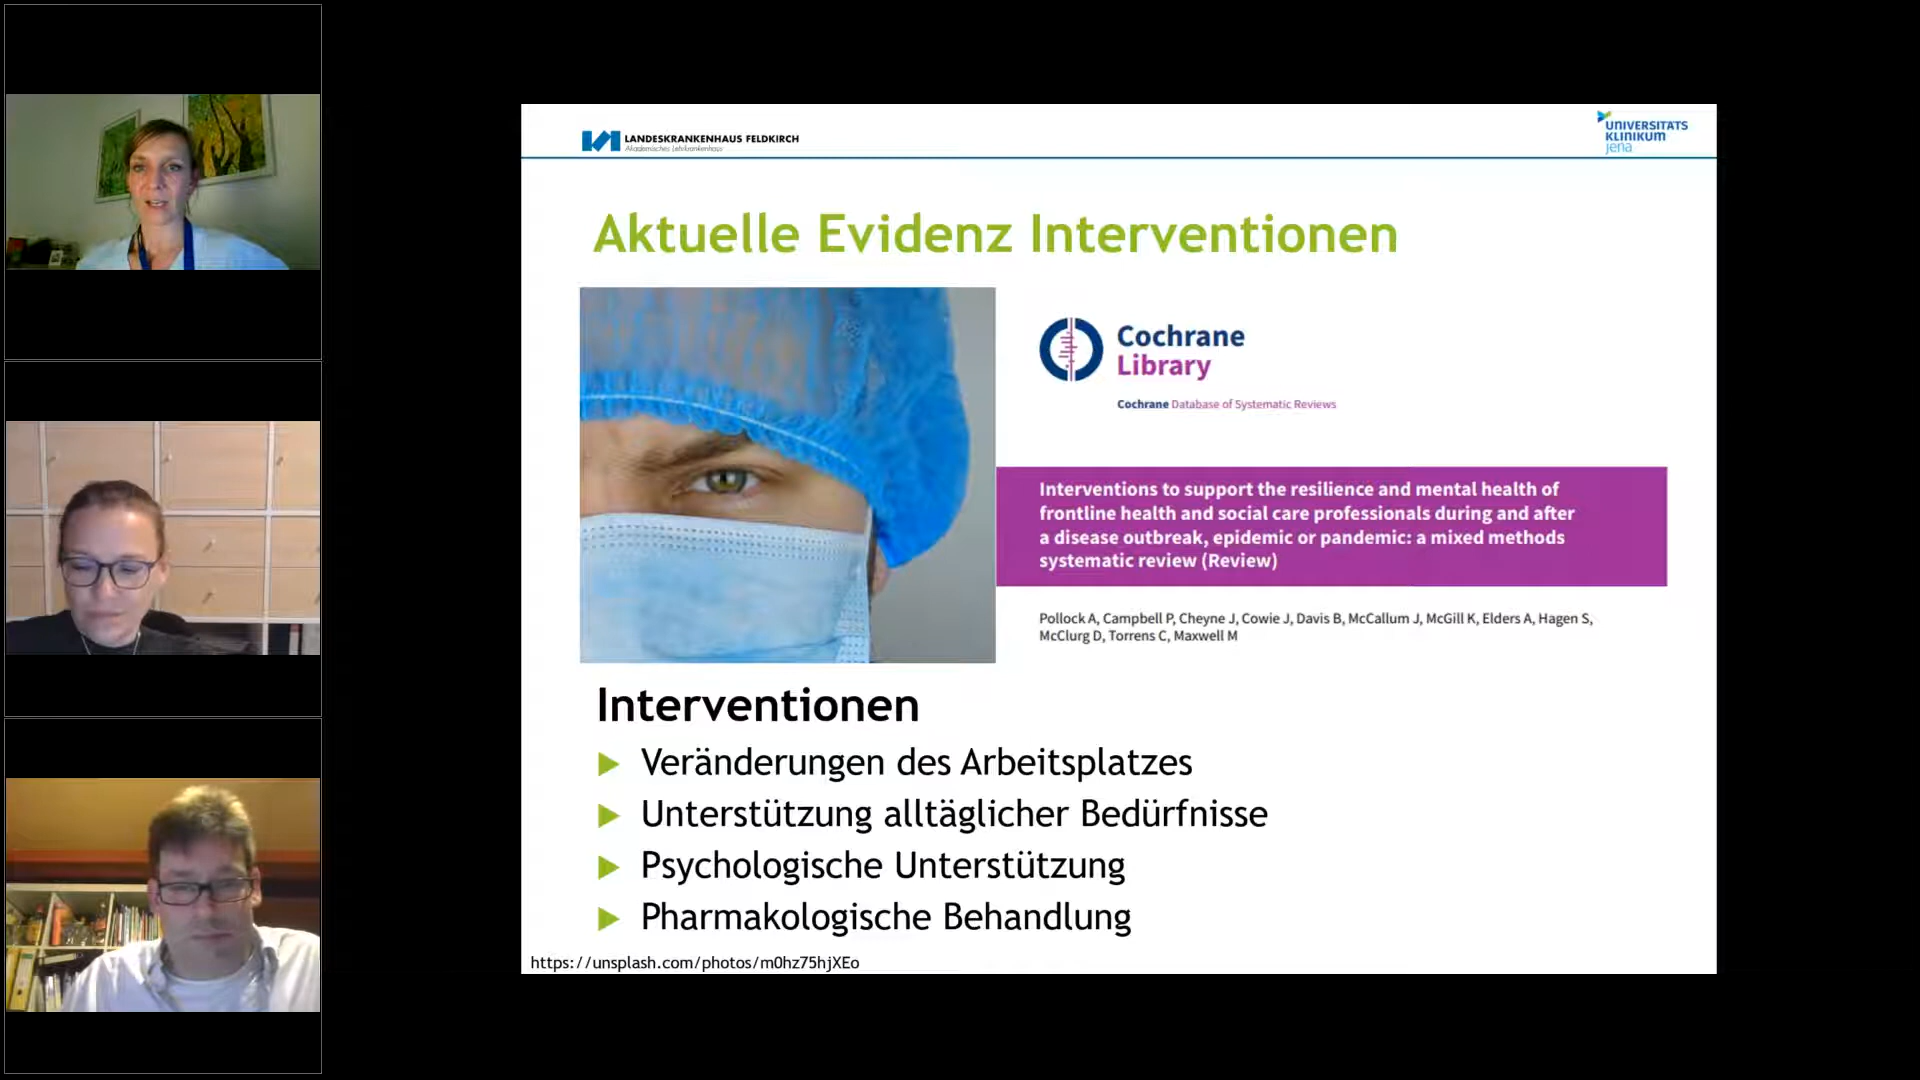 LANDESKRANKENHAUS FELDKIRCH
Akademisches Lehrkrankenhaus
UNIVERSITÄTS
KLINIKUM
jena
Aktuelle Evidenz Interventionen
Cochrane
Library
Cochrane Database of Systematic Reviews
Interventions to support the resilience and mental health of
frontline health and social care professionals during and after
a disease outbreak, epidemic or pandemic: a mixed methods
systematic review (Review)
Pollock A, Campbell P, Cheyne J, Cowie J, Davis B, McCallum J, McGill K, Elders A, Hagen S,
McClurg D, Torrens C, Maxwell M
Interventionen
Veränderungen des Arbeitsplatzes
Unterstützung alltäglicher Bedürfnisse
Psychologische Unterstützung
Pharmakologische Behandlung
https://unsplash.com/photos/m0hz75hjXEo